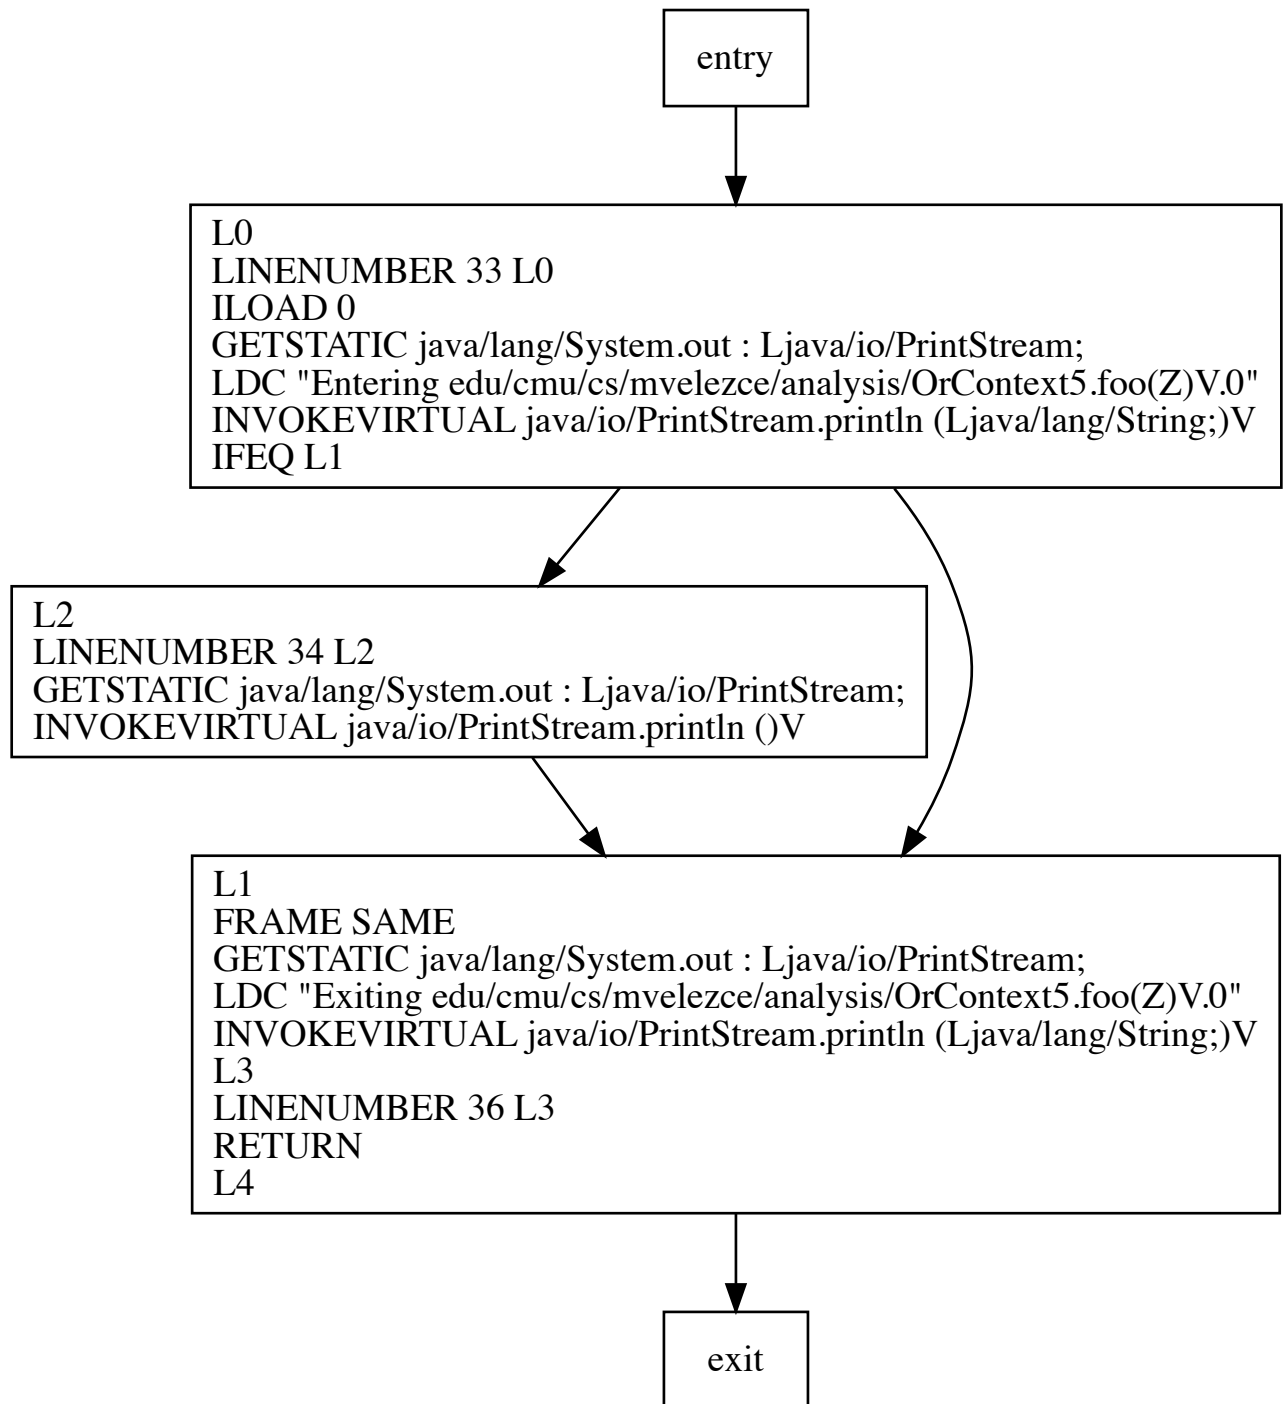 entry
L0
LINENUMBER 33 L0
ILOAD 0
GETSTATIC java/lang/System.out : Ljava/io/PrintStream;
LDC "Entering edu/cmu/cs/mvelezce/analysis/OrContext5.foo(Z)V.0"
INVOKEVIRTUAL java/io/PrintStream.println (Ljava/lang/String;)V
IFEQ L1
L2
LINENUMBER 34 L2
GETSTATIC java/lang/System.out : Ljava/io/PrintStream;
INVOKEVIRTUAL java/io/PrintStream.println ()V
L1
FRAME SAME
GETSTATIC java/lang/System.out : Ljava/io/PrintStream;
LDC "Exiting edu/cmu/cs/mvelezce/analysis/OrContext5.foo(Z)V.0"
INVOKEVIRTUAL java/io/PrintStream.println (Ljava/lang/String;)V
L3
LINENUMBER 36 L3
RETURN
L4
exit